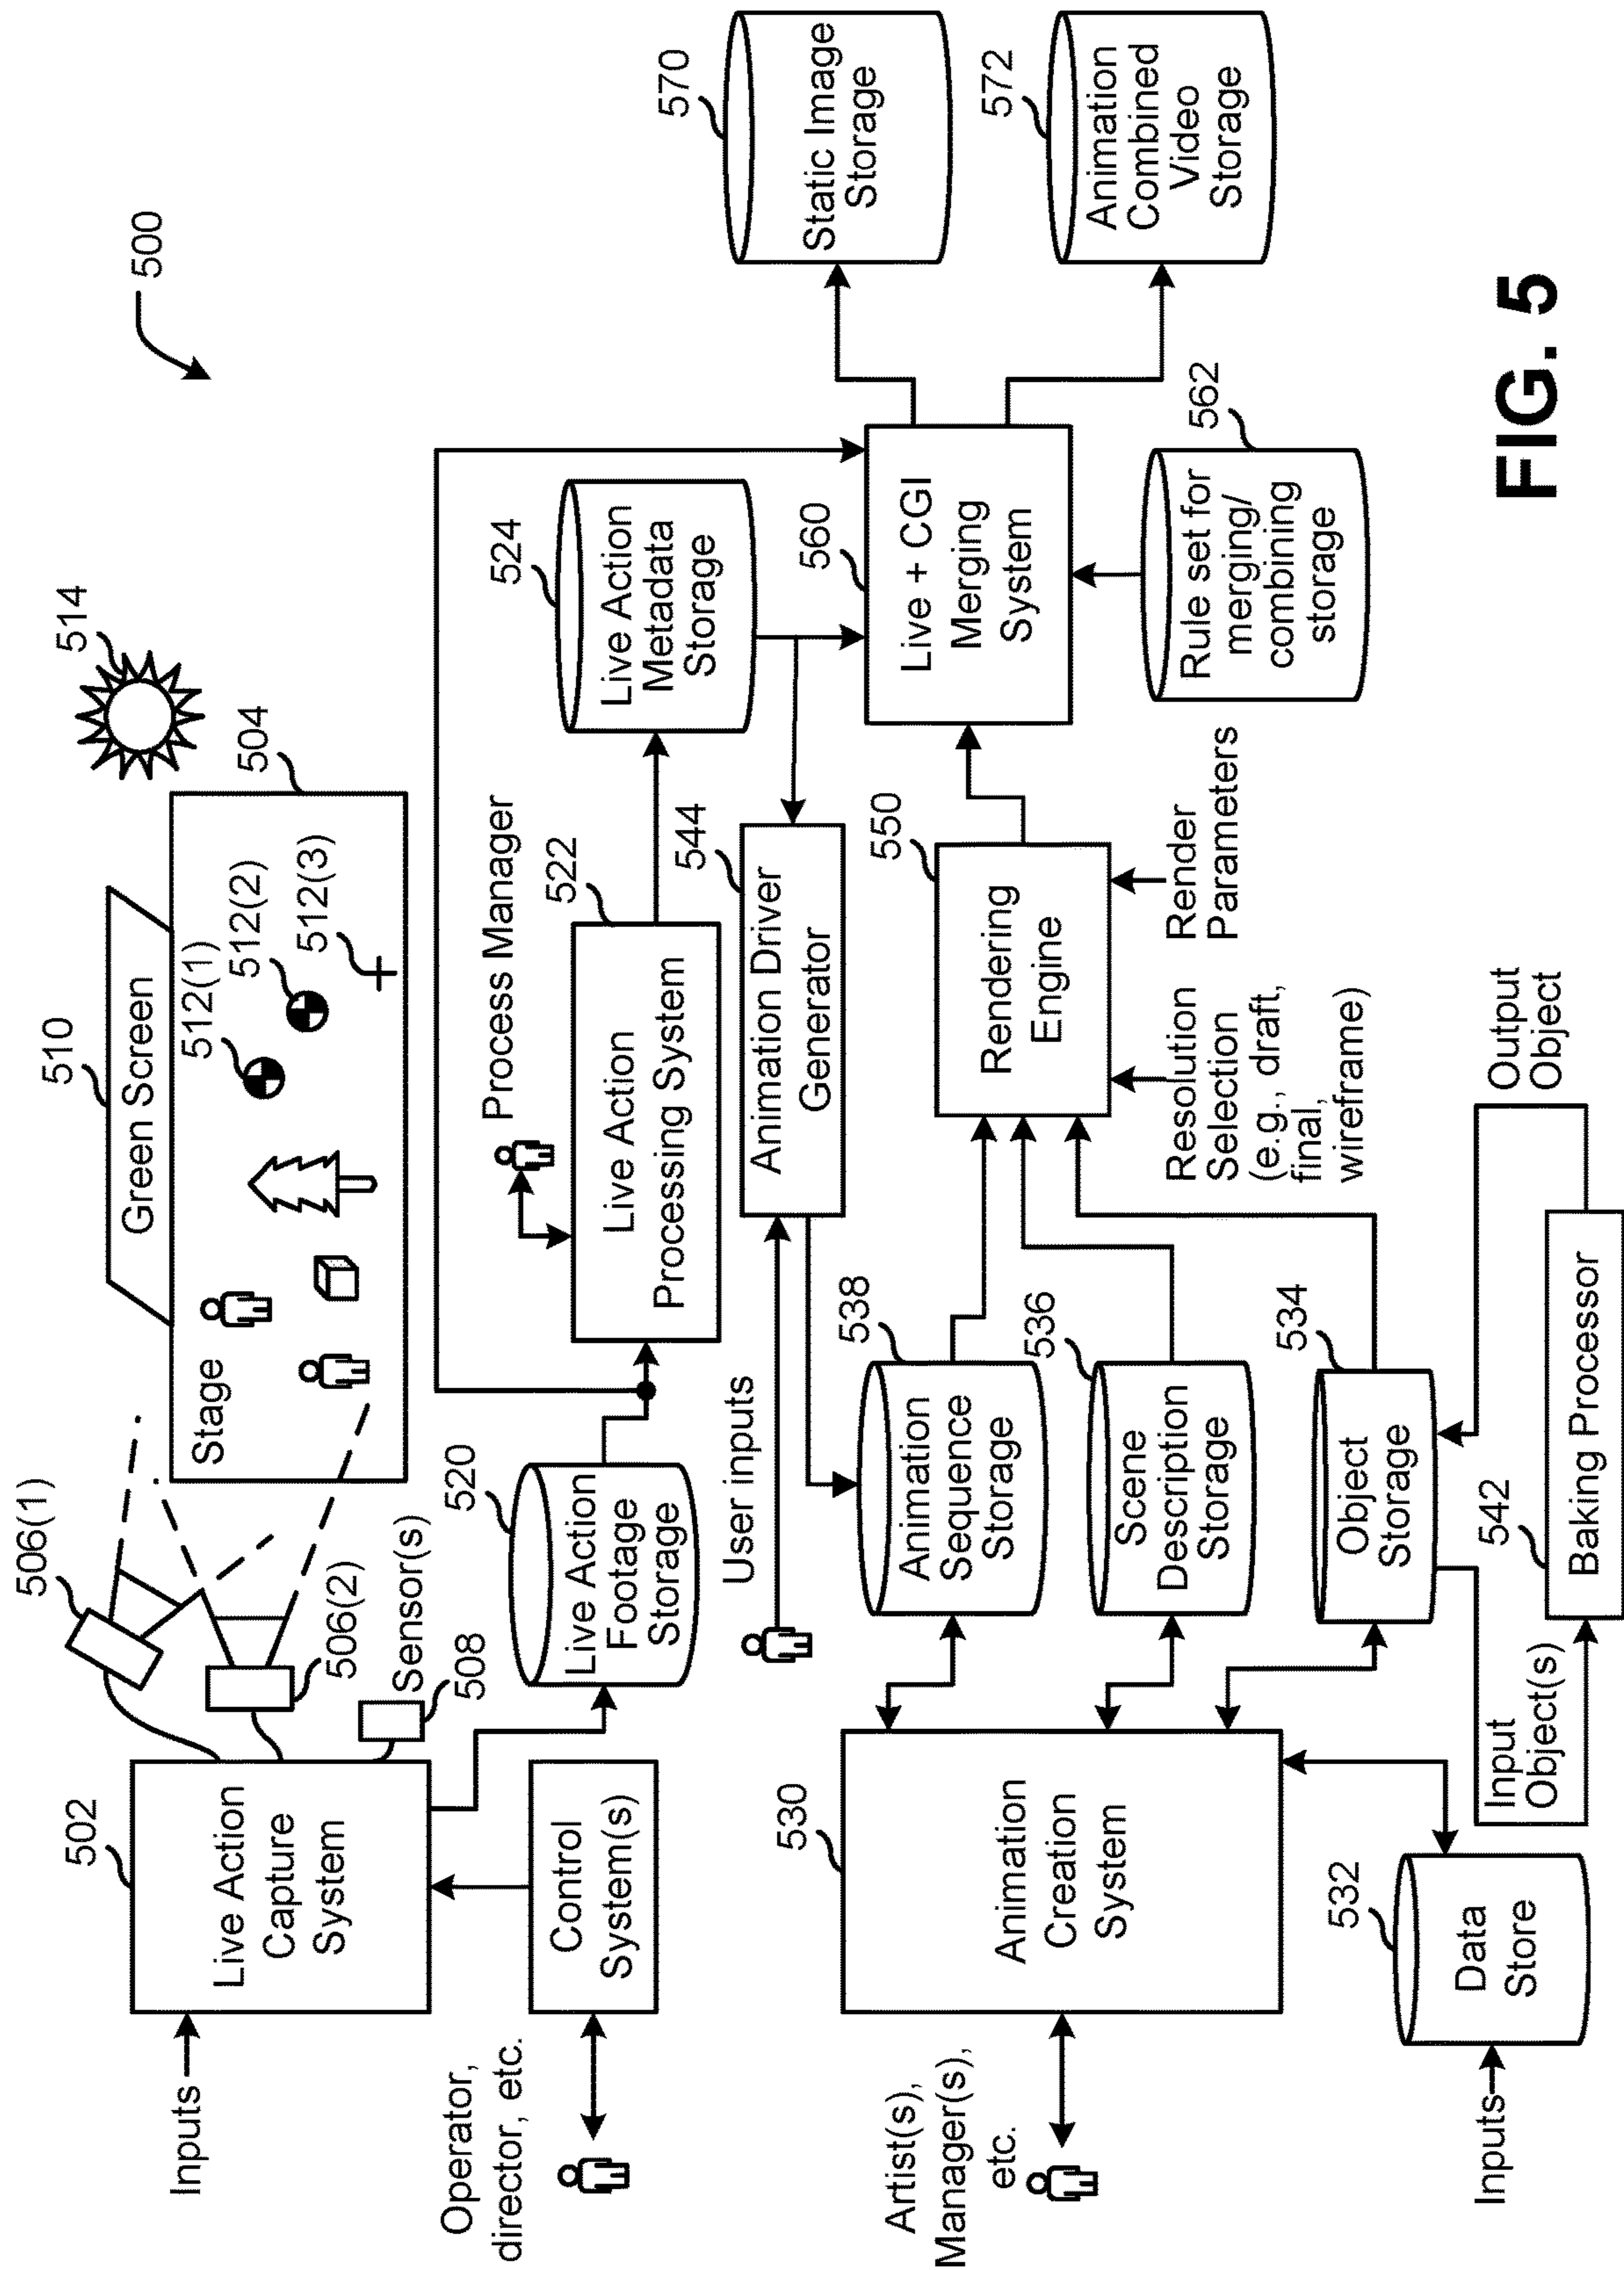 500
514
510
Green Screen
504
506(1)
Stage
512(1)
512(2)
512(3)
506(2)
Sensor(s)
508
502
Live Action
Capture
System
Inputs
Control
System(s)
Operator,
director, etc.
520
Live Action
Footage
Storage
Process Manager
522
Live Action
Processing System
524
Live Action
Metadata
Storage
User inputs
544
Animation Driver
Generator
560
Live + CGI
Merging
System
570
Static Image
Storage
572
Animation
Combined
Video
Storage
562
Rule set for
merging/
combining
storage
530
Animation
Creation
System
Artist(s),
Manager(s),
etc.
538
Animation
Sequence
Storage
536
Scene
Description
Storage
534
Object
Storage
550
Rendering
Engine
Resolution
Selection
(e.g., draft,
final,
wireframe)
Render
Parameters
532
Data
Store
Inputs
Input
Object(s)
542
Baking Processor
Output
Object
FIG. 5